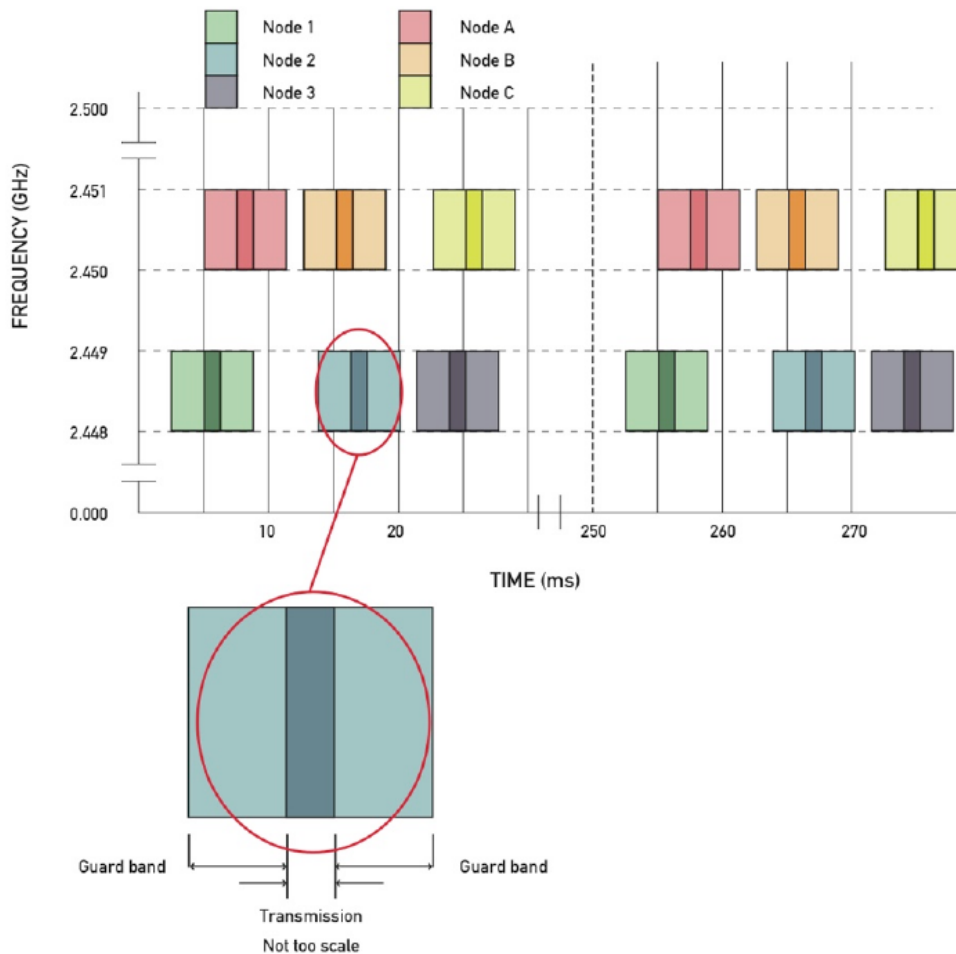 Node 1
Node A
Node 2
Node B
Node 3
Node C
2.500
2.451
2.450
2.449
2.448
0.000
FREQUENCY (GHz)
10
20
250
260
270
TIME (ms)
Guard band
Guard band
Transmission
Not too scale